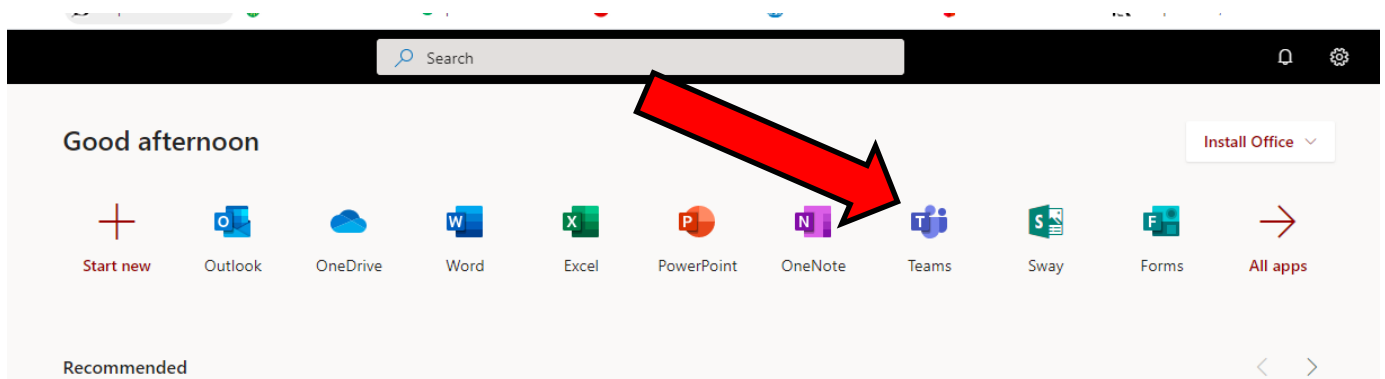 Search
Good afternoon
Install Office
Start new
Outlook
OneDrive
Word
Excel
PowerPoint
OneNote
Teams
Sway
Forms
All apps
Recommended